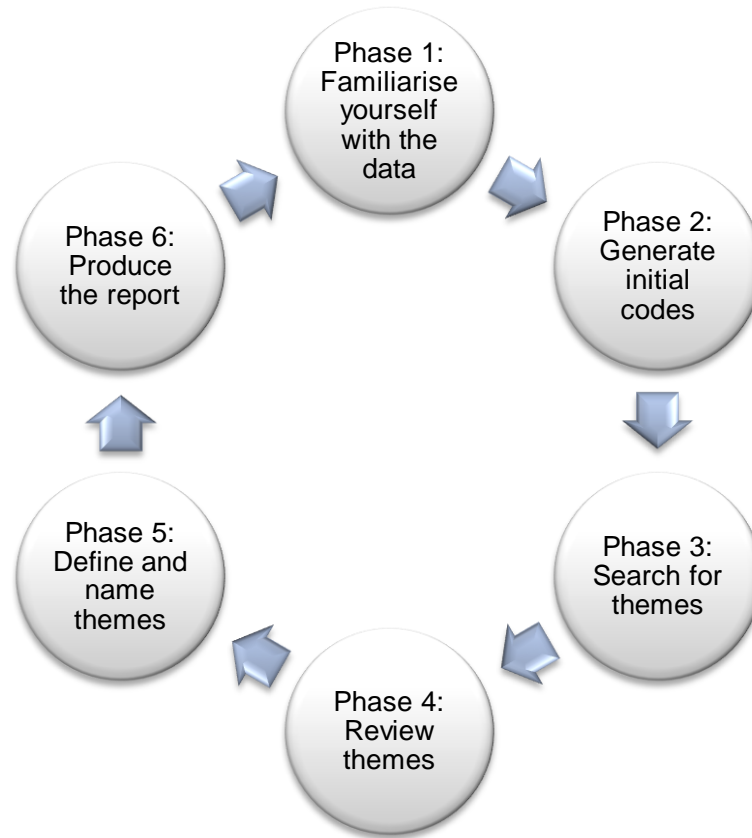 Phase 1:
Familiarise
yourself
with the
data
Phase 2:
Generate
initial
codes
Phase 3:
Search for
themes
Phase 4:
Review
themes
Phase 5:
Define and
name
themes
Phase 6:
Produce
the report